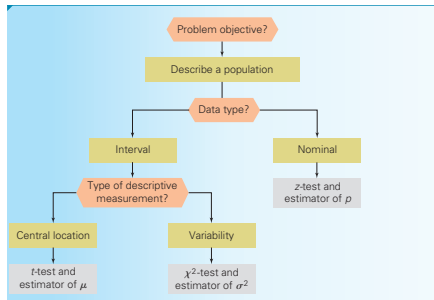 Problem objective?
Describe a population
Data type?
Interval
Nominal
Type of descriptive
measurement?
z-test and
estimator of p
Central location
Variability
t-test and
estimator of μ
χ²-test and
estimator of σ²